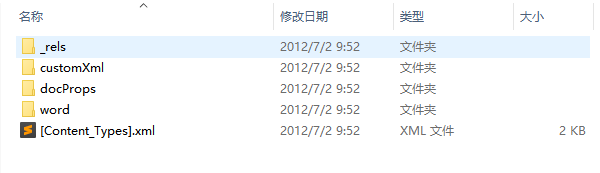 名称 修改日期 类型 大小
_rels 2012/7/2 9:52 文件夹
customXml 2012/7/2 9:52 文件夹
docProps 2012/7/2 9:52 文件夹
word 2012/7/2 9:52 文件夹
[Content_Types].xml 2012/7/2 9:52 XML 文件 2 KB